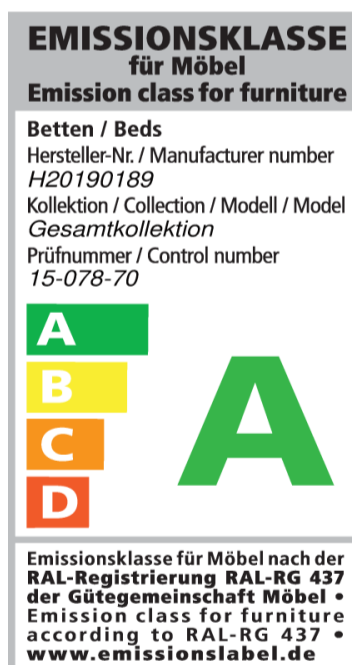 EMISSIONSKLASSE
für Möbel
Emission class for furniture
Betten / Beds
Hersteller-Nr. / Manufacturer number
H20190189
Kollektion / Collection / Modell / Model
Gesamtkollektion
Prüfnummer / Control number
15-078-70
A
B
C
D
A
Emissionsklasse für Möbel nach der
RAL-Registrierung RAL-RG 437
der Gütegemeinschaft Möbel •
Emission class for furniture
according to RAL-RG 437 •
www.emissionslabel.de